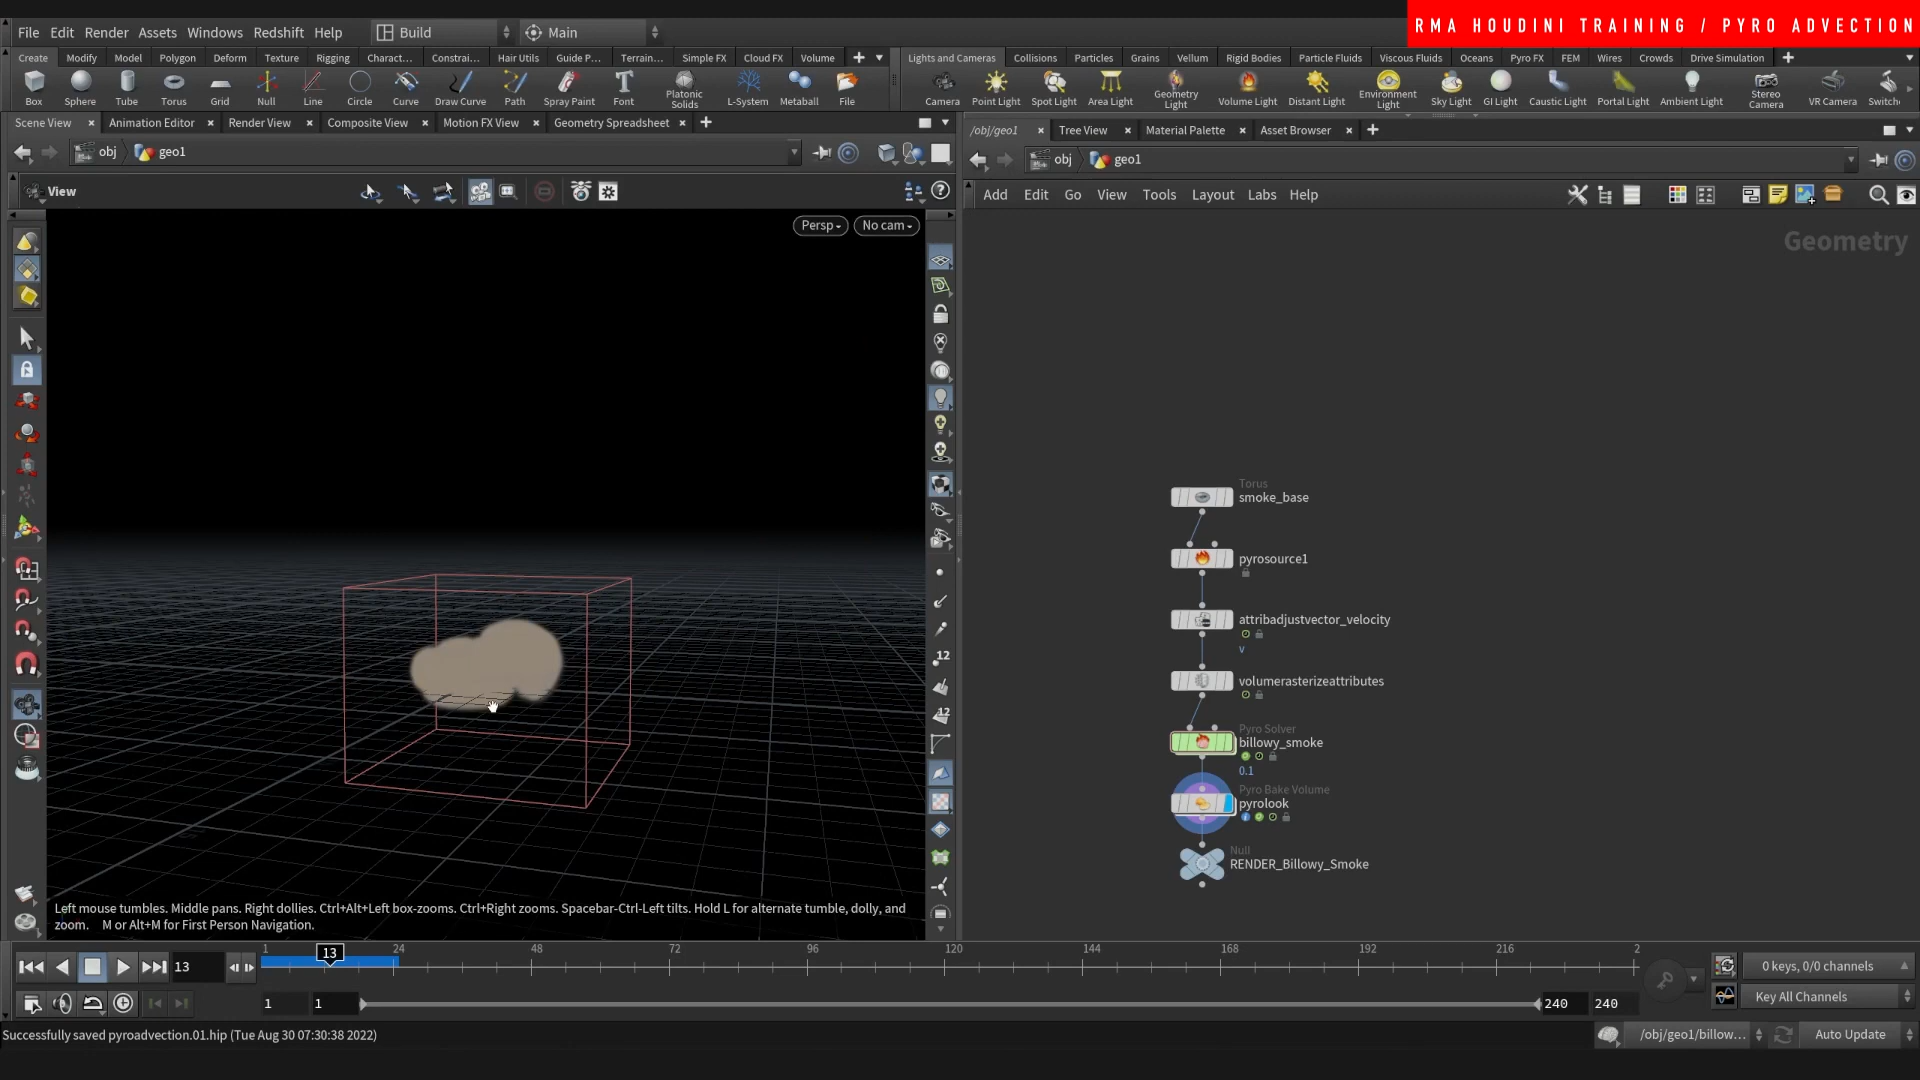 RMA HOUDINI TRAINING / PYRO ADVECTION
File Edit Render Assets Windows Redshift Help Build Main
Create Modify Model Polygon Deform Texture Rigging Charact... Constrai... Hair Utils Guide P... Terrain... Simple FX Cloud FX Volume
Lights and Cameras Collisions Particles Grains Vellum Rigid Bodies Particle Fluids Viscous Fluids Oceans Pyro FX FEM Wires Crowds Drive Simulation
Box Sphere Tube Torus Grid Null Line Circle Curve Draw Curve Path Spray Paint Font Platonic Solids L-System Metaball File
Camera Point Light Spot Light Area Light Geometry Light Volume Light Distant Light Environment Light Sky Light GI Light Caustic Light Portal Light Ambient Light Stereo Camera VR Camera Switch
Scene View Animation Editor Render View Composite View Motion FX View Geometry Spreadsheet
/obj/geo1 Tree View Material Palette Asset Browser
obj geo1
obj geo1
View
Add Edit Go View Tools Layout Labs Help
Persp No cam
Geometry
Torus
smoke_base
pyrosource1
attribadjustvector_velocity
v
volumerasterizeattributes
Pyro Solver
billowy_smoke
0.1
Pyro Bake Volume
pyrolook
Null
RENDER_Billowy_Smoke
12
12
Left mouse tumbles. Middle pans. Right dollies. Ctrl+Alt+Left box-zooms. Ctrl+Right zooms. Spacebar-Ctrl-Left tilts. Hold L for alternate tumble, dolly, and
zoom. M or Alt+M for First Person Navigation.
1 13 24 48 72 96 120 144 168 192 216 2
13
0 keys, 0/0 channels
1 1 240 240
Key All Channels
Successfully saved pyroadvection.01.hip (Tue Aug 30 07:30:38 2022)
/obj/geo1/billow... Auto Update